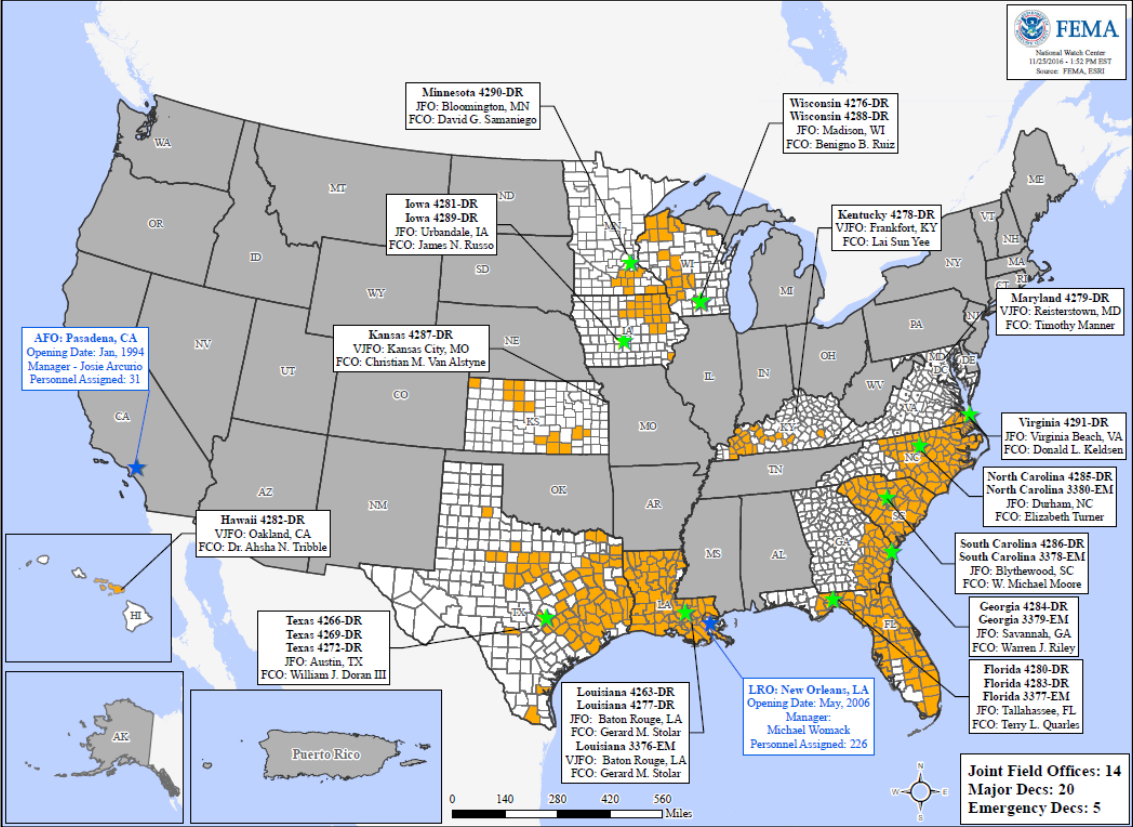 FEMA
National Watch Center
11/25/2016 - 1:52 PM EST
Source: FEMA, ESRI
Minnesota 4290-DR
JFO: Bloomington, MN
FCO: David G. Samaniego
Wisconsin 4276-DR
Wisconsin 4288-DR
JFO: Madison, WI
FCO: Benigno B. Ruiz
Iowa 4281-DR
Iowa 4289-DR
JFO: Urbandale, IA
FCO: James N. Russo
Kentucky 4278-DR
VJFO: Frankfort, KY
FCO: Lai Sun Yee
Maryland 4279-DR
VJFO: Reisterstown, MD
FCO: Timothy Manner
Kansas 4287-DR
VJFO: Kansas City, MO
FCO: Christian M. Van Alstyne
AFO: Pasadena, CA
Opening Date: Jan, 1994
Manager - Josie Arcurio
Personnel Assigned: 31
Virginia 4291-DR
JFO: Virginia Beach, VA
FCO: Donald L. Keldsen
North Carolina 4285-DR
North Carolina 3380-EM
JFO: Durham, NC
FCO: Elizabeth Turner
Hawaii 4282-DR
VJFO: Oakland, CA
FCO: Dr. Ahsha N. Tribble
South Carolina 4286-DR
South Carolina 3378-EM
JFO: Blythewood, SC
FCO: W. Michael Moore
Georgia 4284-DR
Georgia 3379-EM
JFO: Savannah, GA
FCO: Warren J. Riley
Texas 4266-DR
Texas 4269-DR
Texas 4272-DR
JFO: Austin, TX
FCO: William J. Doran III
Florida 4280-DR
Florida 4283-DR
Florida 3377-EM
JFO: Tallahassee, FL
FCO: Terry L. Quarles
Louisiana 4263-DR
Louisiana 4277-DR
JFO: Baton Rouge, LA
FCO: Gerard M. Stolar
Louisiana 3376-EM
VJFO: Baton Rouge, LA
FCO: Gerard M. Stolar
LRO: New Orleans, LA
Opening Date: May, 2006
Manager:
Michael Womack
Personnel Assigned: 226
WA
MT
ND
MN
ME
OR
ID
SD
WI
VT
NH
NY
MA
CT
RI
WY
MI
NV
NE
IA
PA
NJ
UT
CO
IL
IN
OH
MD
DE
DC
WV
VA
CA
KS
MO
KY
AZ
NM
OK
AR
TN
NC
SC
MS
AL
GA
TX
LA
FL
HI
AK
Puerto Rico
N
W
E
S
0
140
280
420
560
Miles
Joint Field Offices: 14
Major Decs: 20
Emergency Decs: 5